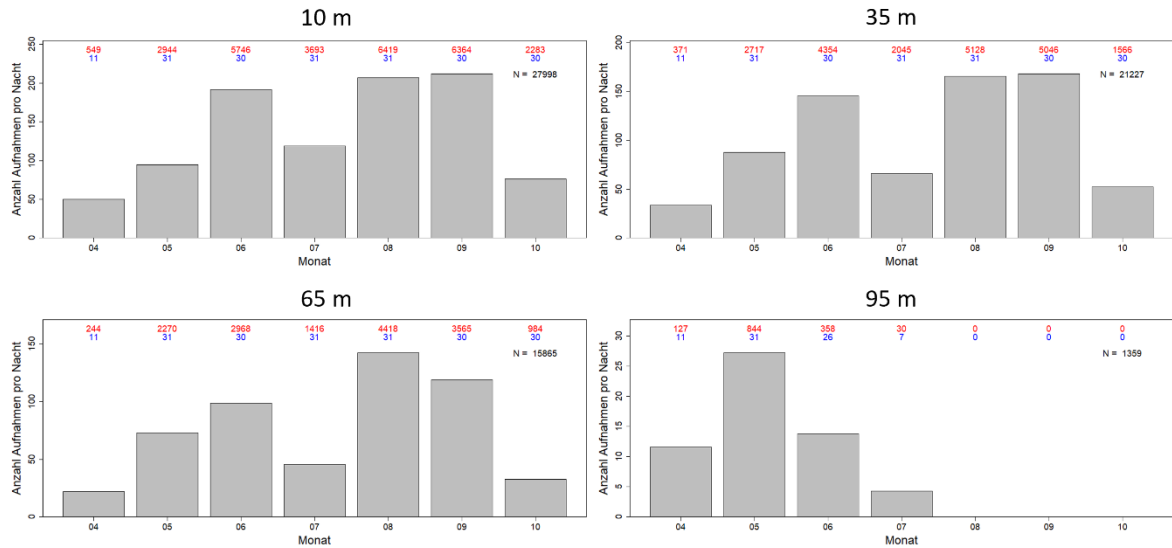 10 m
549 2944 5746 3693 6419 6364 2283
11 31 30 31 31 30 30
N = 27998
Anzahl Aufnahmen pro Nacht
250
200
150
100
50
0
04 05 06 07 08 09 10
Monat
35 m
371 2717 4354 2045 5128 5046 1566
11 31 30 31 31 30 30
N = 21227
Anzahl Aufnahmen pro Nacht
200
150
100
50
0
04 05 06 07 08 09 10
Monat
65 m
244 2270 2968 1416 4418 3565 984
11 31 30 31 31 30 30
N = 15865
Anzahl Aufnahmen pro Nacht
150
100
50
0
04 05 06 07 08 09 10
Monat
95 m
127 844 358 30 0 0 0
11 31 26 7 0 0 0
N = 1359
Anzahl Aufnahmen pro Nacht
30
25
20
15
10
5
0
04 05 06 07 08 09 10
Monat